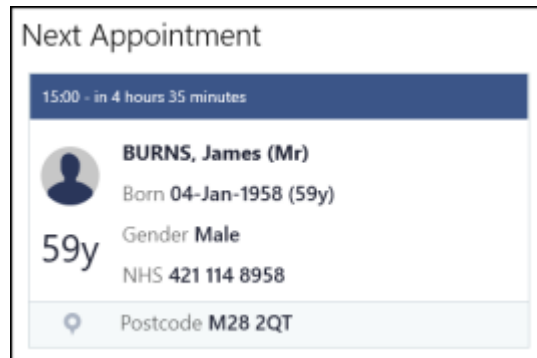 Next Appointment
15:00 - in 4 hours 35 minutes
BURNS, James (Mr)
Born 04-Jan-1958 (59y)
59y
Gender Male
NHS 421 114 8958
Postcode M28 2QT